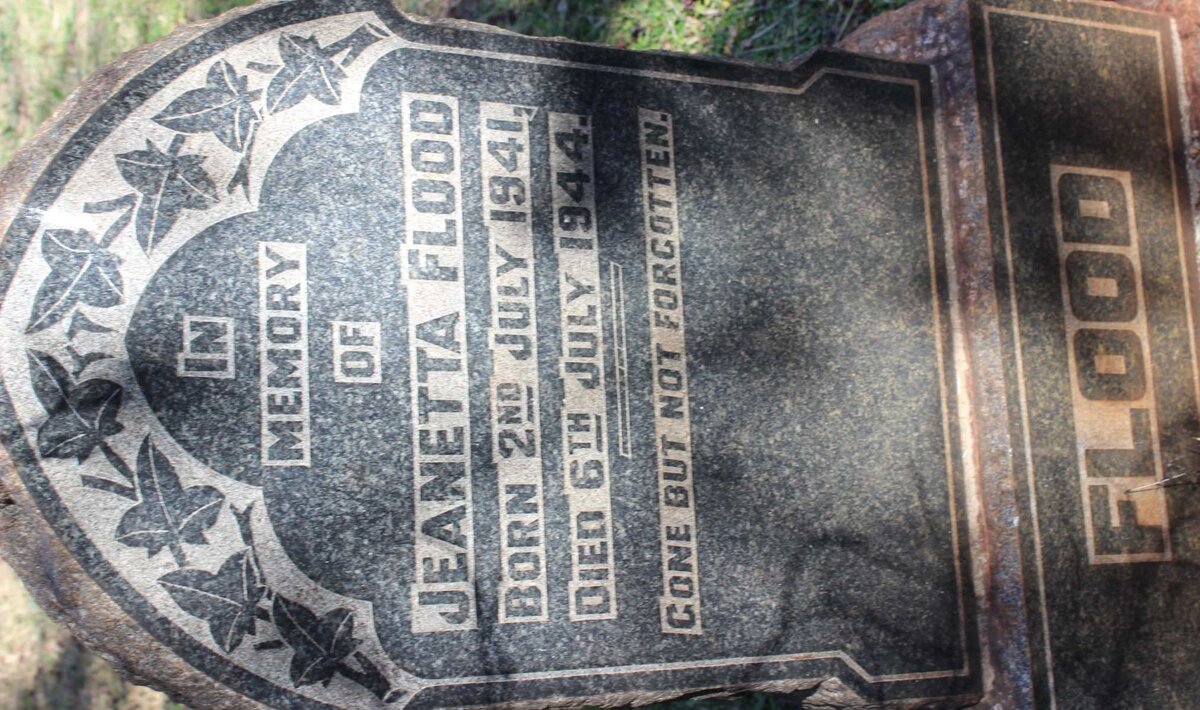 IN
MEMORY
OF
JEANETTA FLOOD
BORN 2ND JULY 1941,
DIED 6TH JULY 1944.
GONE BUT NOT FORGOTTEN.
FLOOD